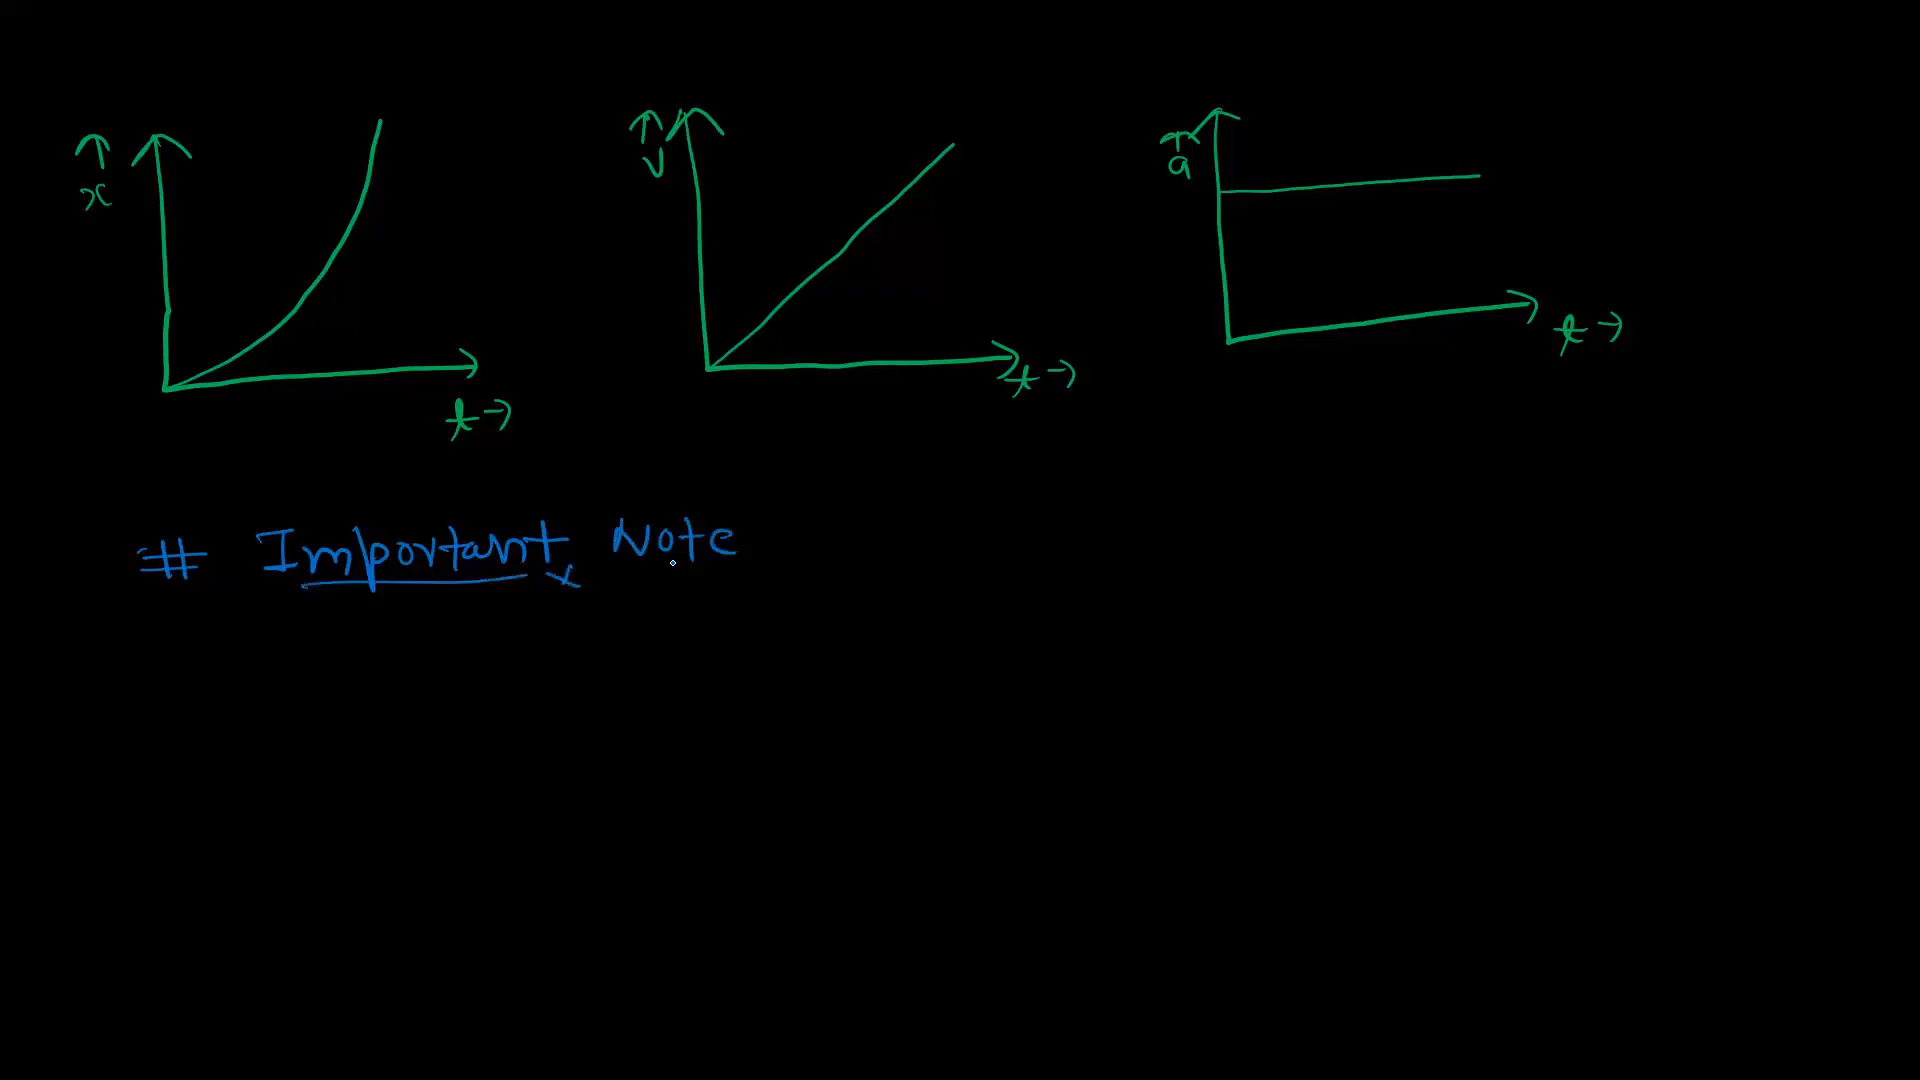 ↑
x
t →
↑
v
t →
↑
a
t →
# Important Note